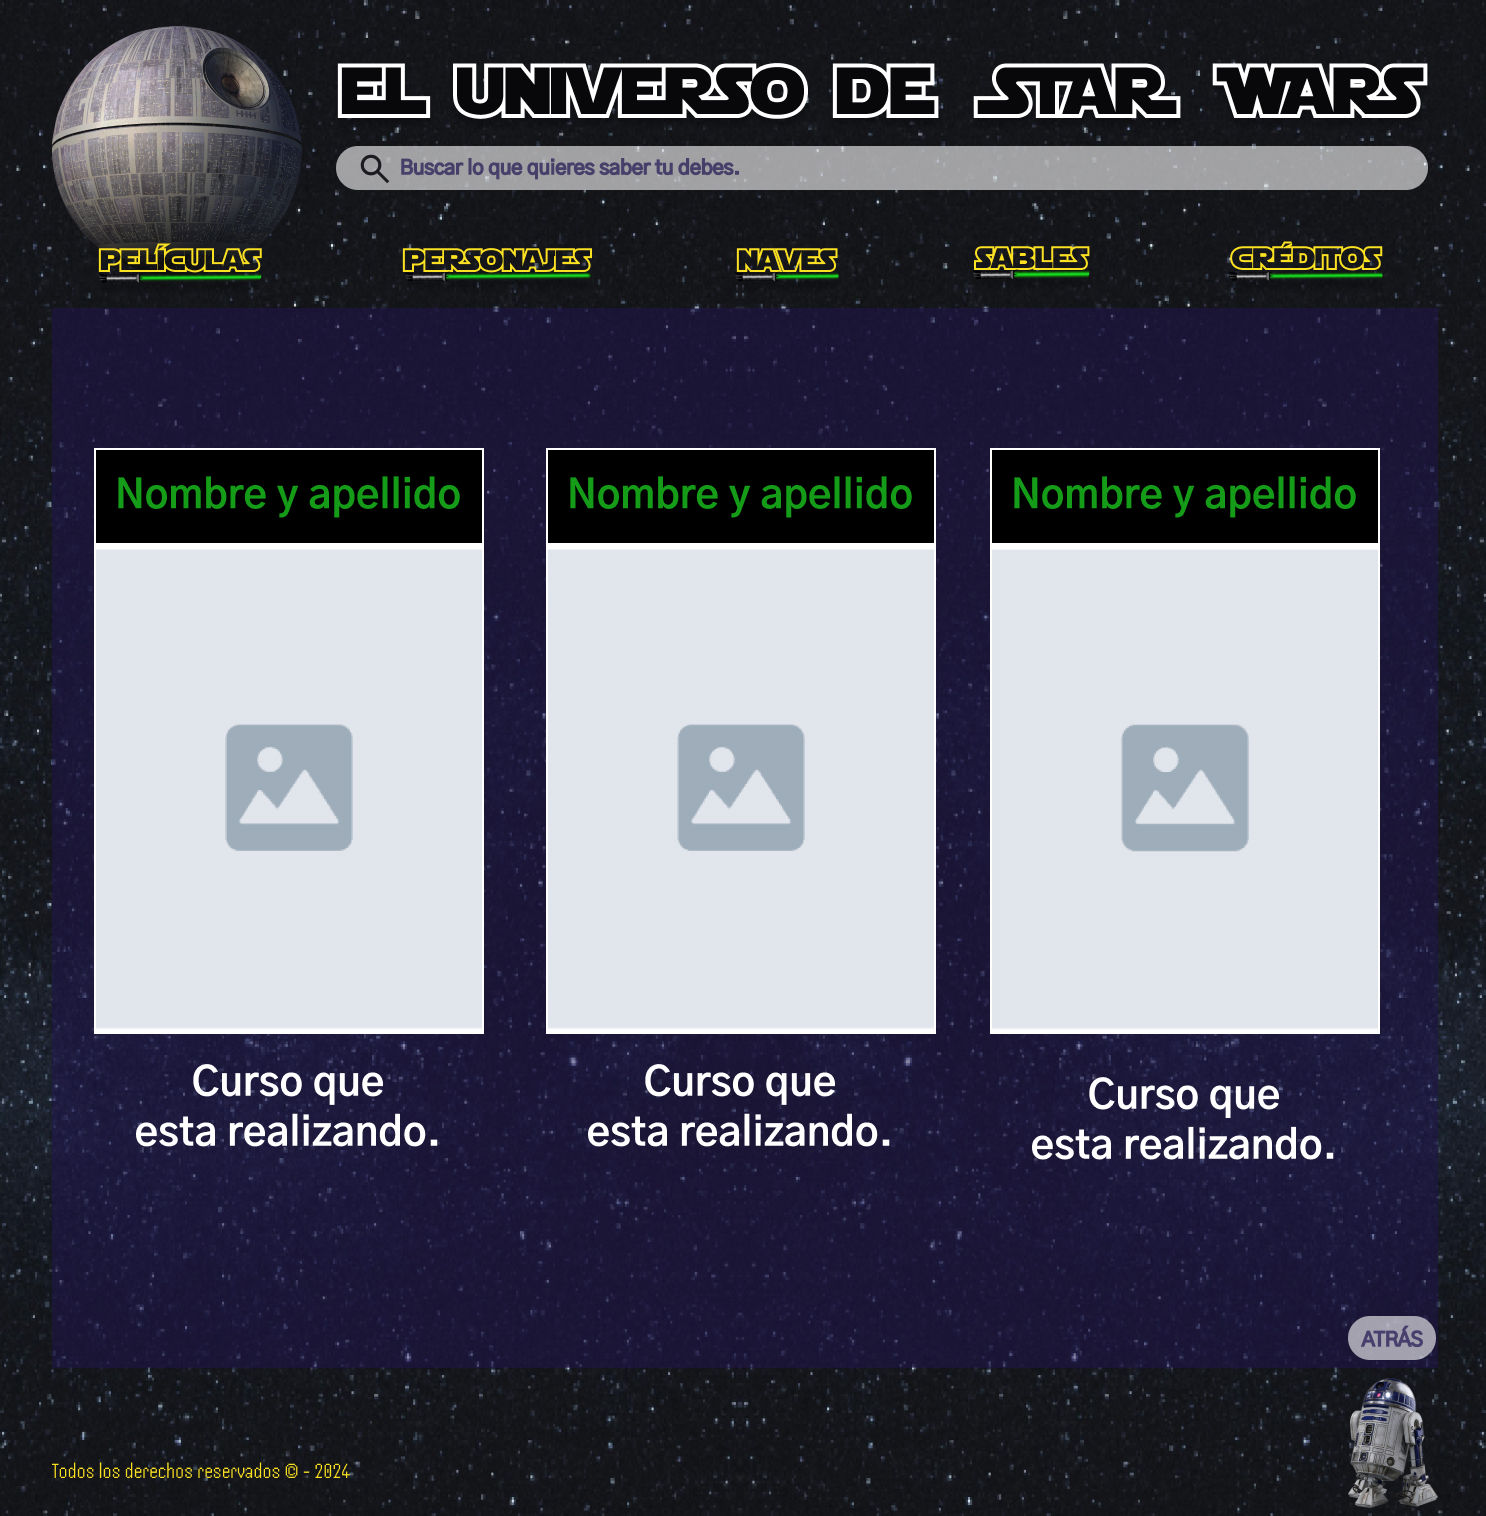 EL UNIVERSO DE STAR WARS
Buscar lo que quieres saber tu debes.
PELÍCULAS
PERSONAJES
NAVES
SABLES
CRÉDITOS
Nombre y apellido
Nombre y apellido
Nombre y apellido
Curso que
esta realizando.
Curso que
esta realizando.
Curso que
esta realizando.
ATRÁS
Todos los derechos reservados © - 2024